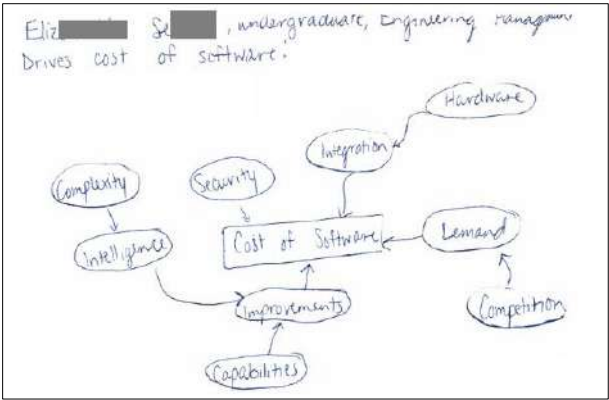 Eliz Se , undergraduate, Engineering Managment
Drives cost of software:
Hardware
Integration
Complexity
Security
Cost of Software
Demand
Intelligence
Improvements
Competition
Capabilities